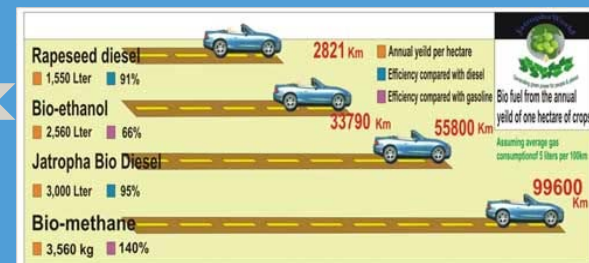 Rapeseed diesel
1,550 Lter 91%
2821 Km
Bio-ethanol
2,560 Lter 66%
33790 Km
Jatropha Bio Diesel
3,000 Lter 95%
55800 Km
Bio-methane
3,560 kg 140%
99600 Km
Annual yeild per hectare
Efficiency compared with diesel
Efficiency compared with gasoline
Bio fuel from the annual
yeild of one hectare of crops
Assuming average gas
consumptionof 5 liters per 100km